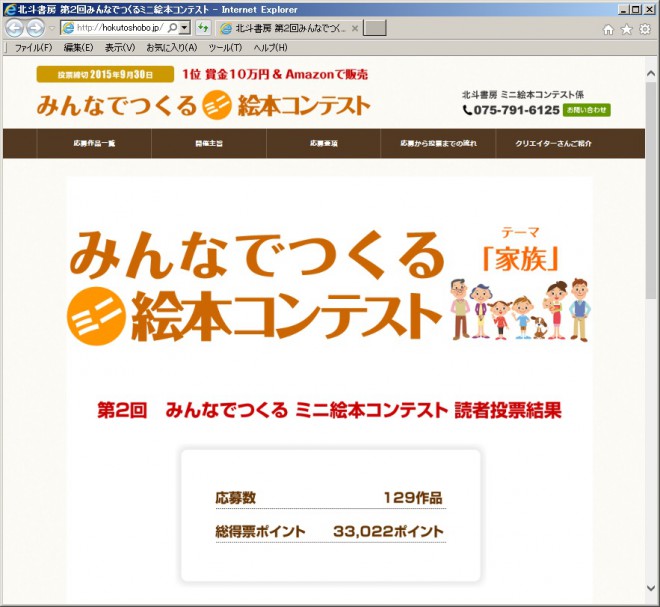 北斗書房 第2回みんなでつくるミニ絵本コンテスト - Internet Explorer
http://hokutoshobo.jp/
北斗書房 第2回みんなでつく...
ファイル(F) 編集(E) 表示(V) お気に入り(A) ツール(T) ヘルプ(H)
投票締切 2015年9月30日 1位 賞金10万円 & Amazonで販売
みんなでつくる ミニ 絵本コンテスト
北斗書房 ミニ絵本コンテスト係
075-791-6125 お問い合わせ
応募作品一覧 開催主旨 応募要項 応募から投票までの流れ クリエイターさんご紹介
みんなでつくる
ミニ 絵本コンテスト
テーマ
「家族」
第2回 みんなでつくる ミニ絵本コンテスト 読者投票結果
応募数 129作品
総得票ポイント 33,022ポイント